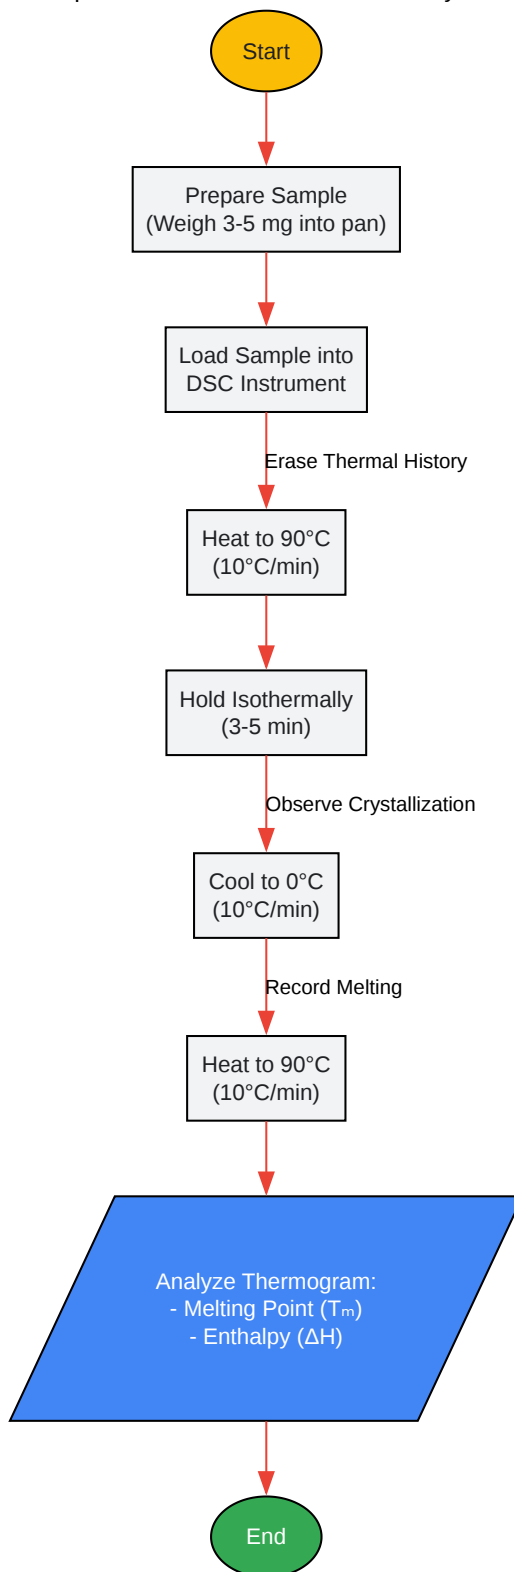 Start
Prepare Sample
(Weigh 3-5 mg into pan)
Load Sample into
DSC Instrument
Erase Thermal History
Heat to 90°C
(10°C/min)
Hold Isothermally
(3-5 min)
Observe Crystallization
Cool to 0°C
(10°C/min)
Record Melting
Heat to 90°C
(10°C/min)
Analyze Thermogram:
- Melting Point (Tₘ)
- Enthalpy (ΔH)
End